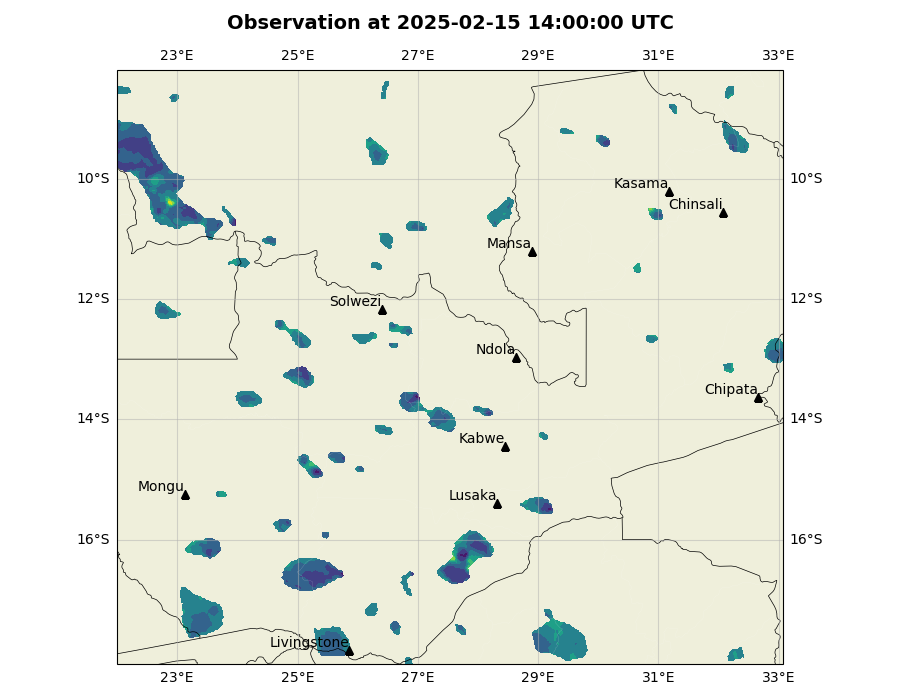 Observation at 2025-02-15 14:00:00 UTC
23°E 25°E 27°E 29°E 31°E 33°E
10°S 10°S
Kasama
Chinsali
Mansa
12°S 12°S
Solwezi
Ndola
Chipata
14°S 14°S
Kabwe
Mongu
Lusaka
16°S 16°S
Livingstone
23°E 25°E 27°E 29°E 31°E 33°E